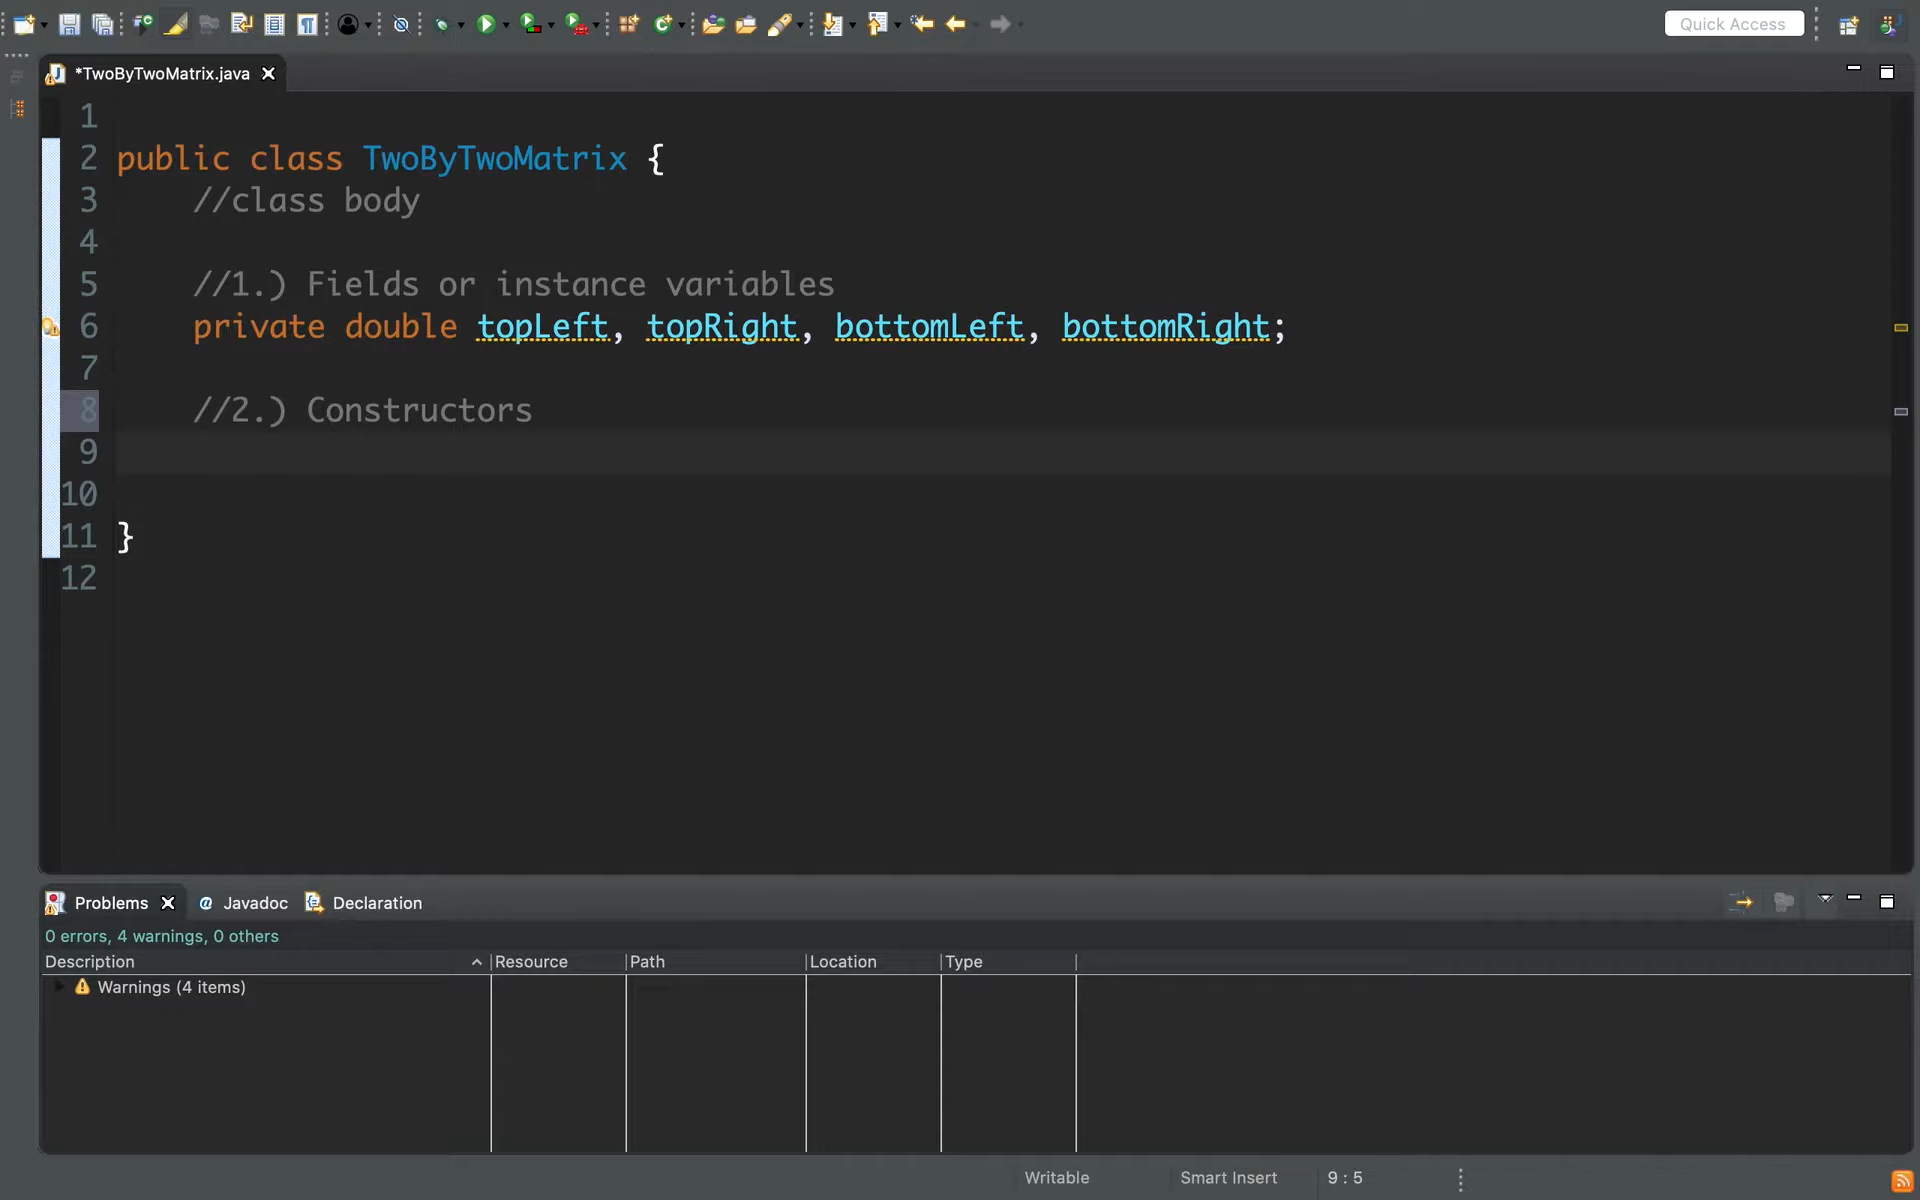 Quick Access
*TwoByTwoMatrix.java
1
2 public class TwoByTwoMatrix {
3 //class body
4
5 //1.) Fields or instance variables
6 private double topLeft, topRight, bottomLeft, bottomRight;
7
8 //2.) Constructors
9
10
11 }
12
Problems Javadoc Declaration
0 errors, 4 warnings, 0 others
Description Resource Path Location Type
Warnings (4 items)
Writable Smart Insert 9 : 5